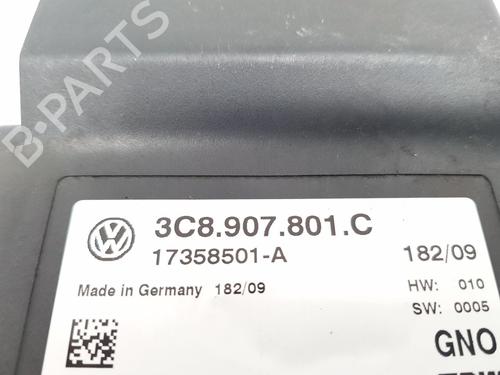 B-PARTS
3C8.907.801.C
17358501-A
182/09
Made in Germany 182/09
HW: 010
SW: 0005
GNO